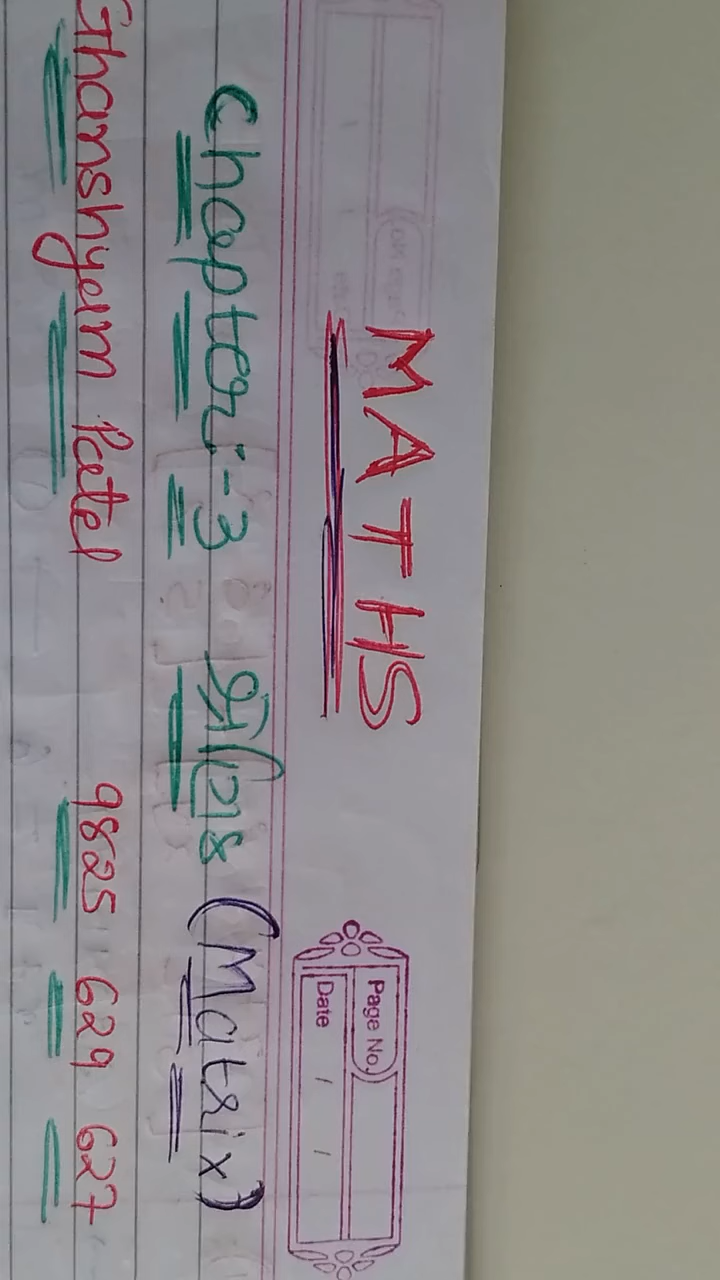 MATHS
Page No.
Date / /
Chapter:-3 શ્રેણિક (Matrix)
Ghanshyam Patel 9825 629 627